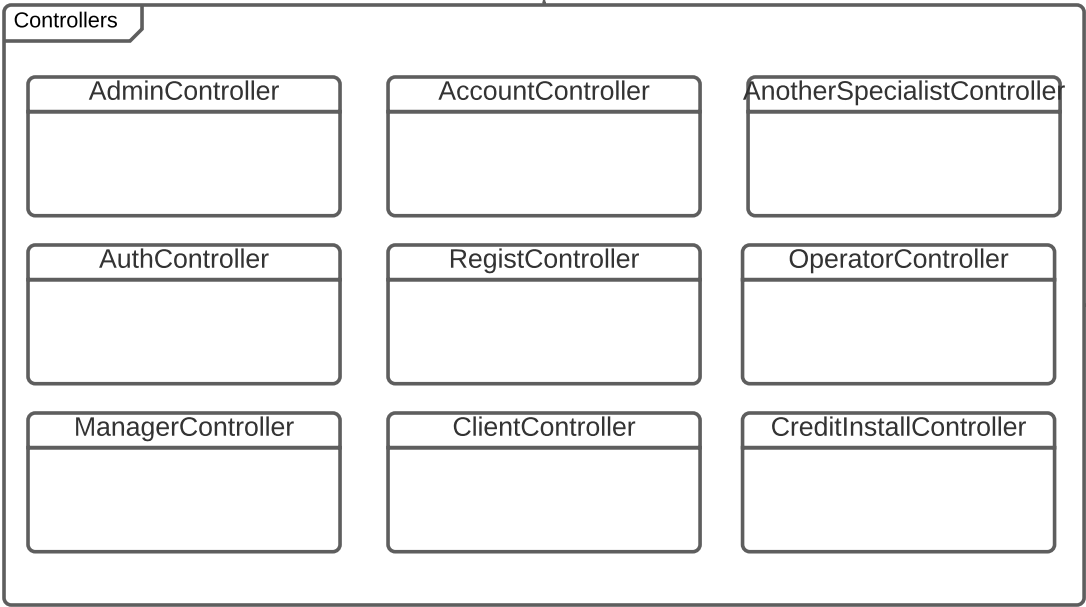 Controllers
AdminController
AccountController
AnotherSpecialistController
AuthController
RegistController
OperatorController
ManagerController
ClientController
CreditInstallController